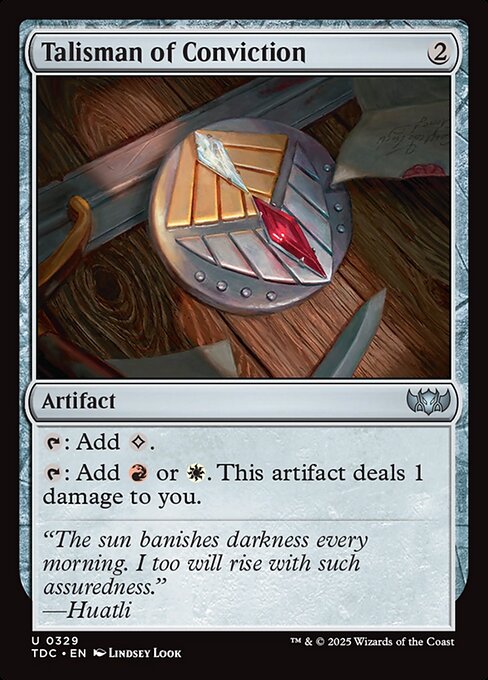 Talisman of Conviction 2
Artifact
: Add .
: Add or . This artifact deals 1
damage to you.
“The sun banishes darkness every
morning. I too will rise with such
assuredness.”
—Huatli
U 0329
TDC • EN Lindsey Look
™ & © 2025 Wizards of the Coast